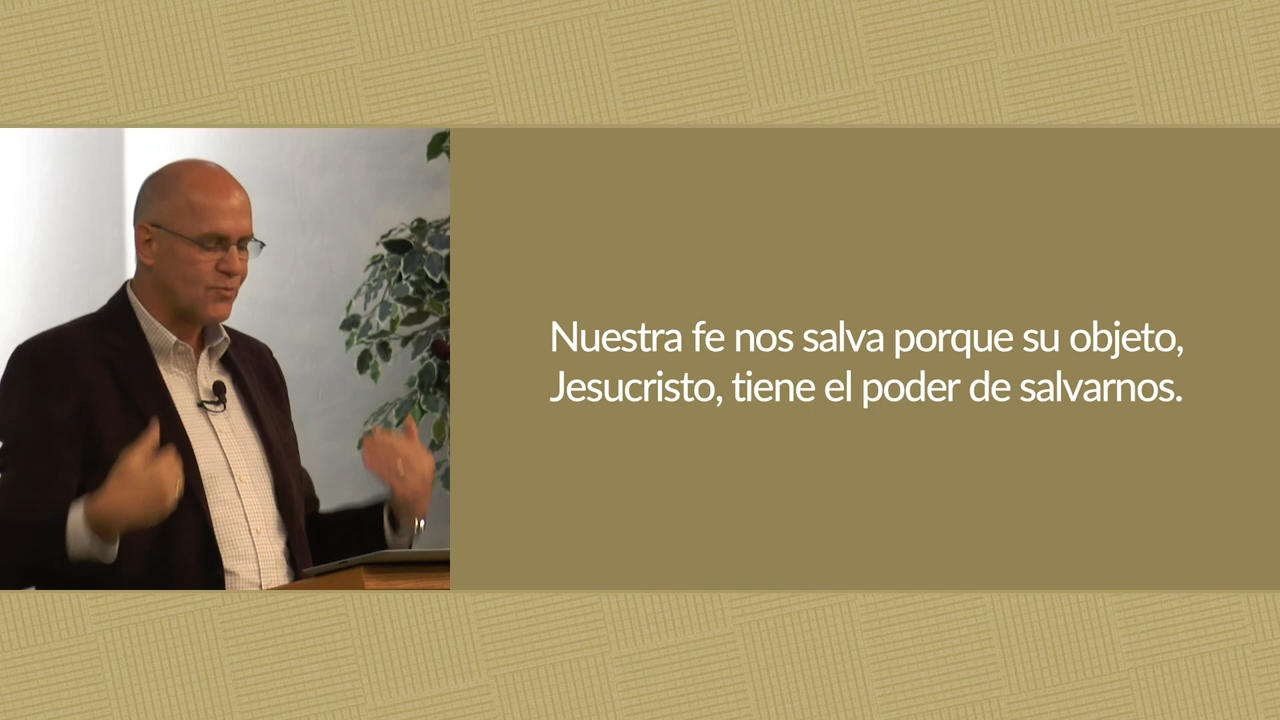 Nuestra fe nos salva porque su objeto,
Jesucristo, tiene el poder de salvarnos.